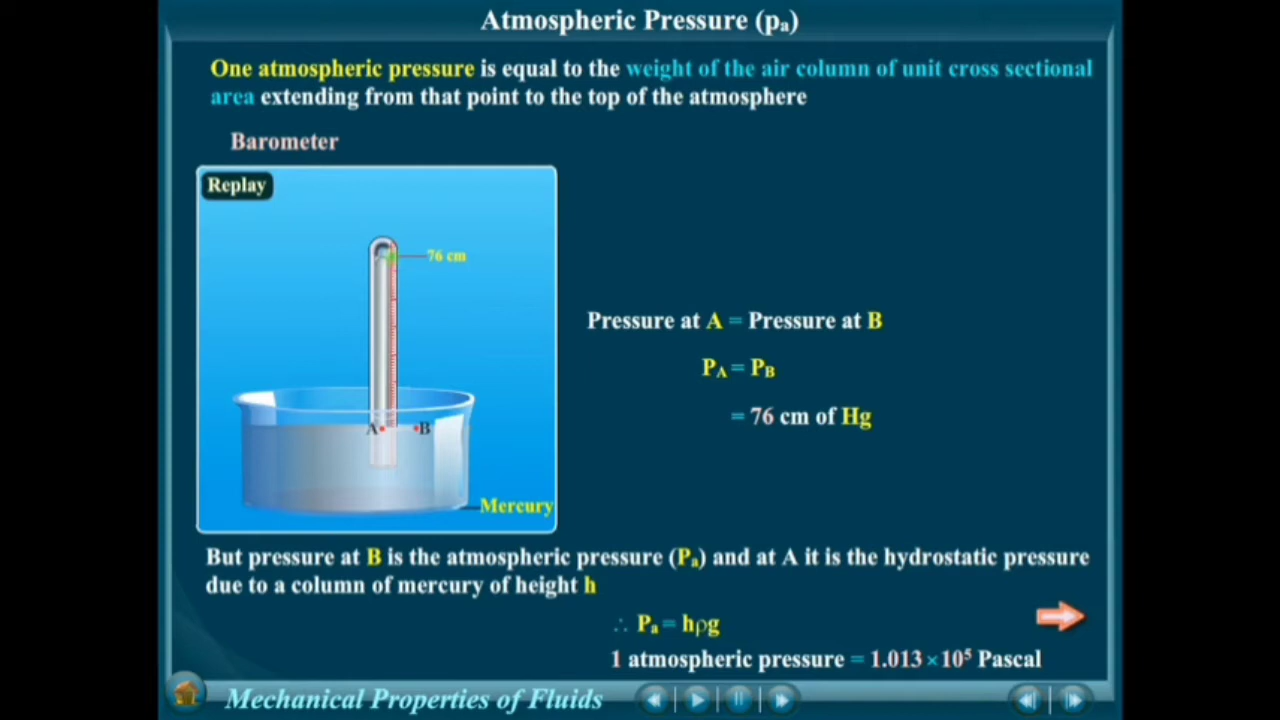 Atmospheric Pressure (pₐ)
One atmospheric pressure is equal to the weight of the air column of unit cross sectional
area extending from that point to the top of the atmosphere
Barometer
Replay
76 cm
Pressure at A = Pressure at B
P_A = P_B
= 76 cm of Hg
A B
Mercury
But pressure at B is the atmospheric pressure (Pₐ) and at A it is the hydrostatic pressure
due to a column of mercury of height h
∴ Pₐ = hρg
1 atmospheric pressure = 1.013 × 10⁵ Pascal
Mechanical Properties of Fluids